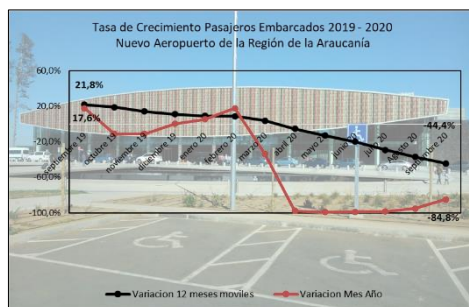 Tasa de Crecimiento Pasajeros Embarcados 2019 - 2020
Nuevo Aeropuerto de la Región de la Araucanía
60,0%
20,0%
-20,0%
-60,0%
-100,0%
21,8%
17,6%
-44,4%
-84,8%
septiembre 19
octubre 19
noviembre 19
diciembre 19
enero 20
febrero 20
marzo 20
abril 20
mayo 20
junio 20
julio 20
Agosto 20
septiembre 20
Variacion 12 meses moviles
Variacion Mes Año